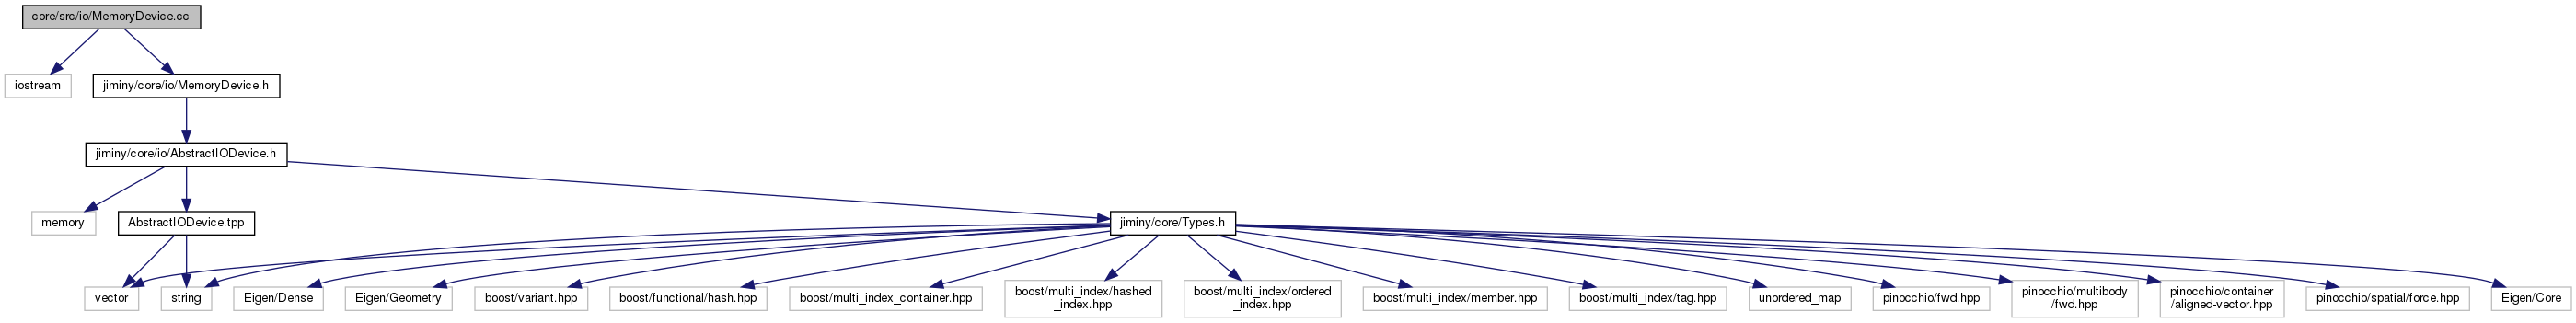 core/src/io/MemoryDevice.cc
iostream
jiminy/core/io/MemoryDevice.h
jiminy/core/io/AbstractIODevice.h
memory
AbstractIODevice.tpp
jiminy/core/Types.h
vector
string
Eigen/Dense
Eigen/Geometry
boost/variant.hpp
boost/functional/hash.hpp
boost/multi_index_container.hpp
boost/multi_index/hashed
_index.hpp
boost/multi_index/ordered
_index.hpp
boost/multi_index/member.hpp
boost/multi_index/tag.hpp
unordered_map
pinocchio/fwd.hpp
pinocchio/multibody
/fwd.hpp
pinocchio/container
/aligned-vector.hpp
pinocchio/spatial/force.hpp
Eigen/Core